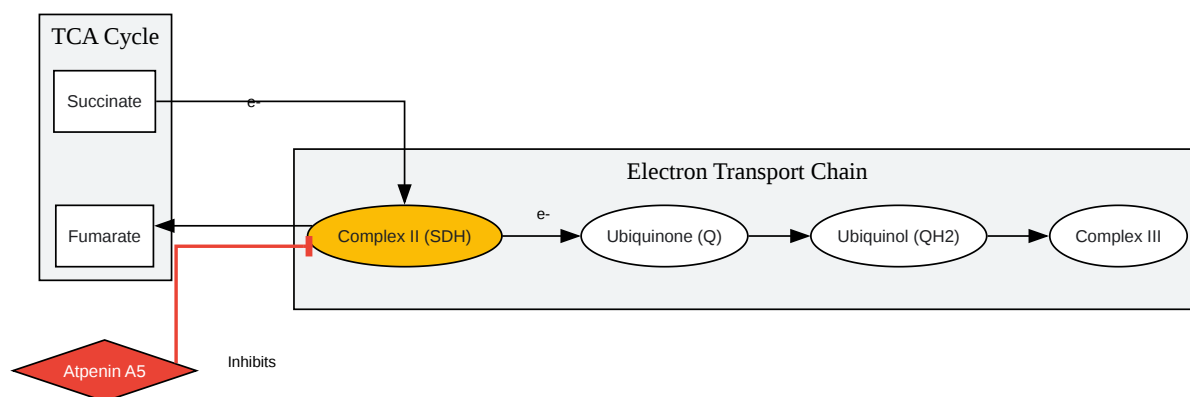 TCA Cycle
Succinate
e-
Electron Transport Chain
Fumarate
Complex II (SDH)
e-
Ubiquinone (Q)
Ubiquinol (QH2)
Complex III
Atpenin A5
Inhibits